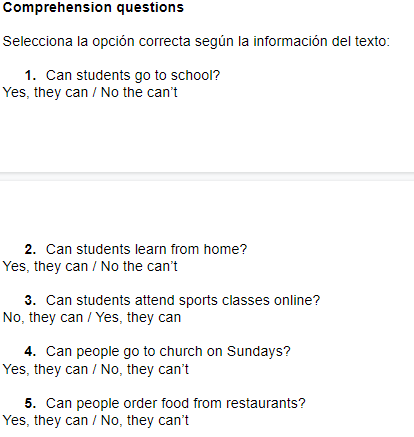 Comprehension questions
Selecciona la opción correcta según la información del texto:
1. Can students go to school?
Yes, they can / No the can't
2. Can students learn from home?
Yes, they can / No the can't
3. Can students attend sports classes online?
No, they can / Yes, they can
4. Can people go to church on Sundays?
Yes, they can / No, they can't
5. Can people order food from restaurants?
Yes, they can / No, they can't